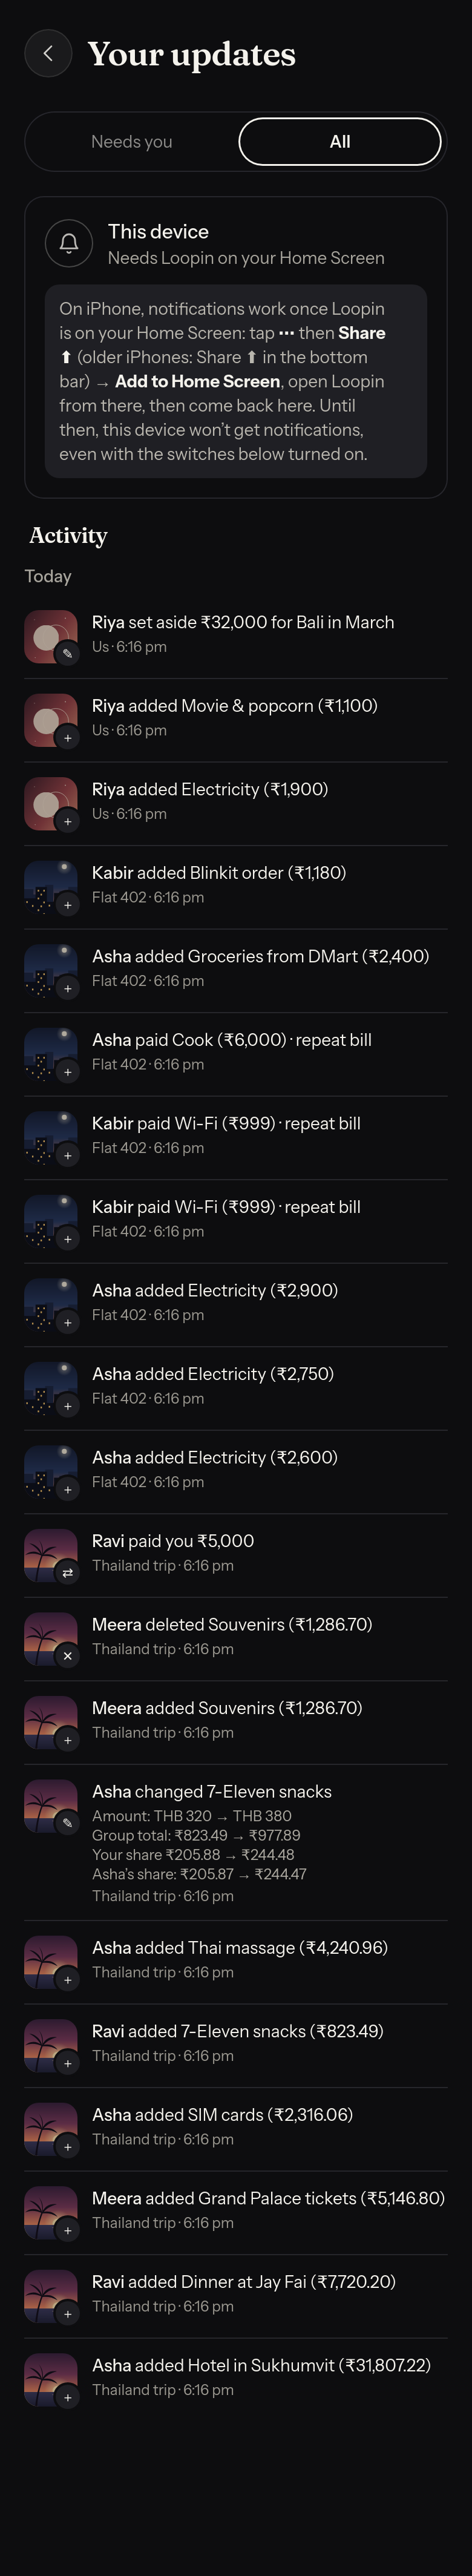 Your updates
Needs you
All
This device
Needs Loopin on your Home Screen
On iPhone, notifications work once Loopin
is on your Home Screen: tap ··· then Share
⬆ (older iPhones: Share ⬆ in the bottom
bar) → Add to Home Screen, open Loopin
from there, then come back here. Until
then, this device won't get notifications,
even with the switches below turned on.
Activity
Today
Riya set aside ₹32,000 for Bali in March
Us · 6:16 pm
Riya added Movie & popcorn (₹1,100)
Us · 6:16 pm
Riya added Electricity (₹1,900)
Us · 6:16 pm
Kabir added Blinkit order (₹1,180)
Flat 402 · 6:16 pm
Asha added Groceries from DMart (₹2,400)
Flat 402 · 6:16 pm
Asha paid Cook (₹6,000) · repeat bill
Flat 402 · 6:16 pm
Kabir paid Wi-Fi (₹999) · repeat bill
Flat 402 · 6:16 pm
Kabir paid Wi-Fi (₹999) · repeat bill
Flat 402 · 6:16 pm
Asha added Electricity (₹2,900)
Flat 402 · 6:16 pm
Asha added Electricity (₹2,750)
Flat 402 · 6:16 pm
Asha added Electricity (₹2,600)
Flat 402 · 6:16 pm
Ravi paid you ₹5,000
Thailand trip · 6:16 pm
Meera deleted Souvenirs (₹1,286.70)
Thailand trip · 6:16 pm
Meera added Souvenirs (₹1,286.70)
Thailand trip · 6:16 pm
Asha changed 7-Eleven snacks
Amount: THB 320 → THB 380
Group total: ₹823.49 → ₹977.89
Your share ₹205.88 → ₹244.48
Asha's share: ₹205.87 → ₹244.47
Thailand trip · 6:16 pm
Asha added Thai massage (₹4,240.96)
Thailand trip · 6:16 pm
Ravi added 7-Eleven snacks (₹823.49)
Thailand trip · 6:16 pm
Asha added SIM cards (₹2,316.06)
Thailand trip · 6:16 pm
Meera added Grand Palace tickets (₹5,146.80)
Thailand trip · 6:16 pm
Ravi added Dinner at Jay Fai (₹7,720.20)
Thailand trip · 6:16 pm
Asha added Hotel in Sukhumvit (₹31,807.22)
Thailand trip · 6:16 pm